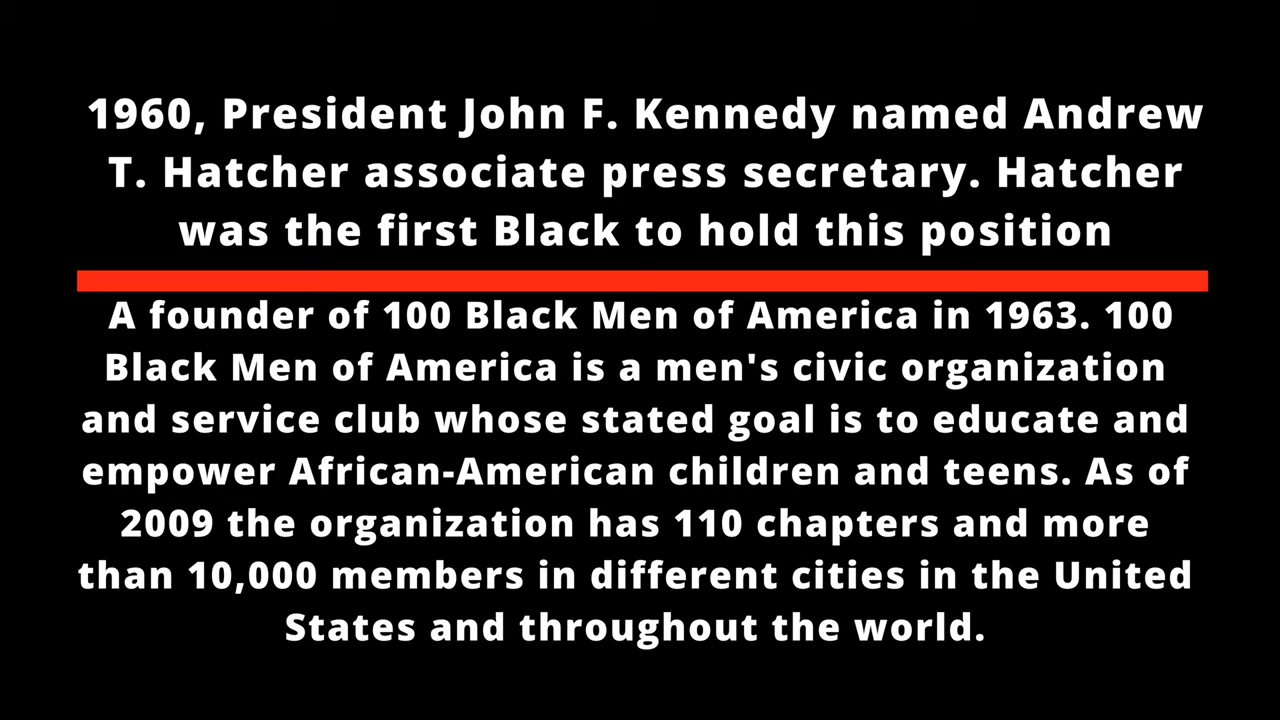 1960, President John F. Kennedy named Andrew
T. Hatcher associate press secretary. Hatcher
was the first Black to hold this position
A founder of 100 Black Men of America in 1963. 100
Black Men of America is a men's civic organization
and service club whose stated goal is to educate and
empower African-American children and teens. As of
2009 the organization has 110 chapters and more
than 10,000 members in different cities in the United
States and throughout the world.